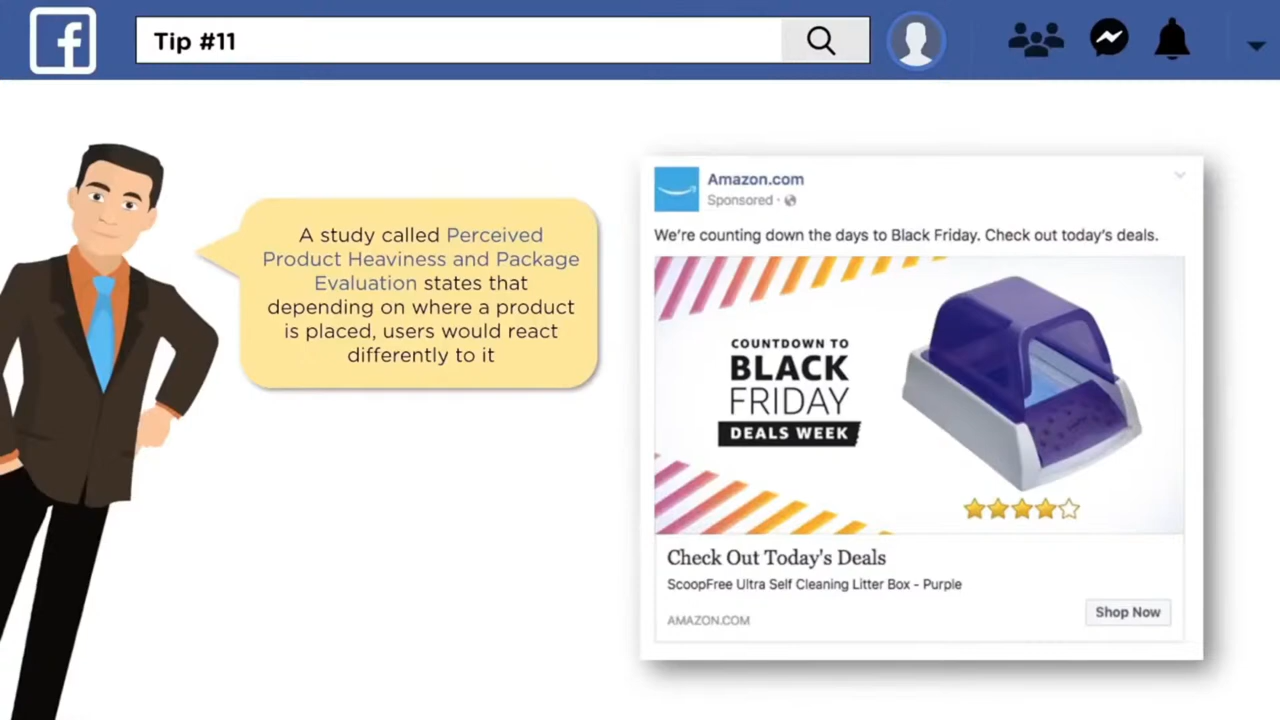 Tip #11
A study called Perceived
Product Heaviness and Package
Evaluation states that
depending on where a product
is placed, users would react
differently to it
Amazon.com
Sponsored ·
We're counting down the days to Black Friday. Check out today's deals.
COUNTDOWN TO
BLACK
FRIDAY
DEALS WEEK
Check Out Today's Deals
ScoopFree Ultra Self Cleaning Litter Box - Purple
AMAZON.COM
Shop Now